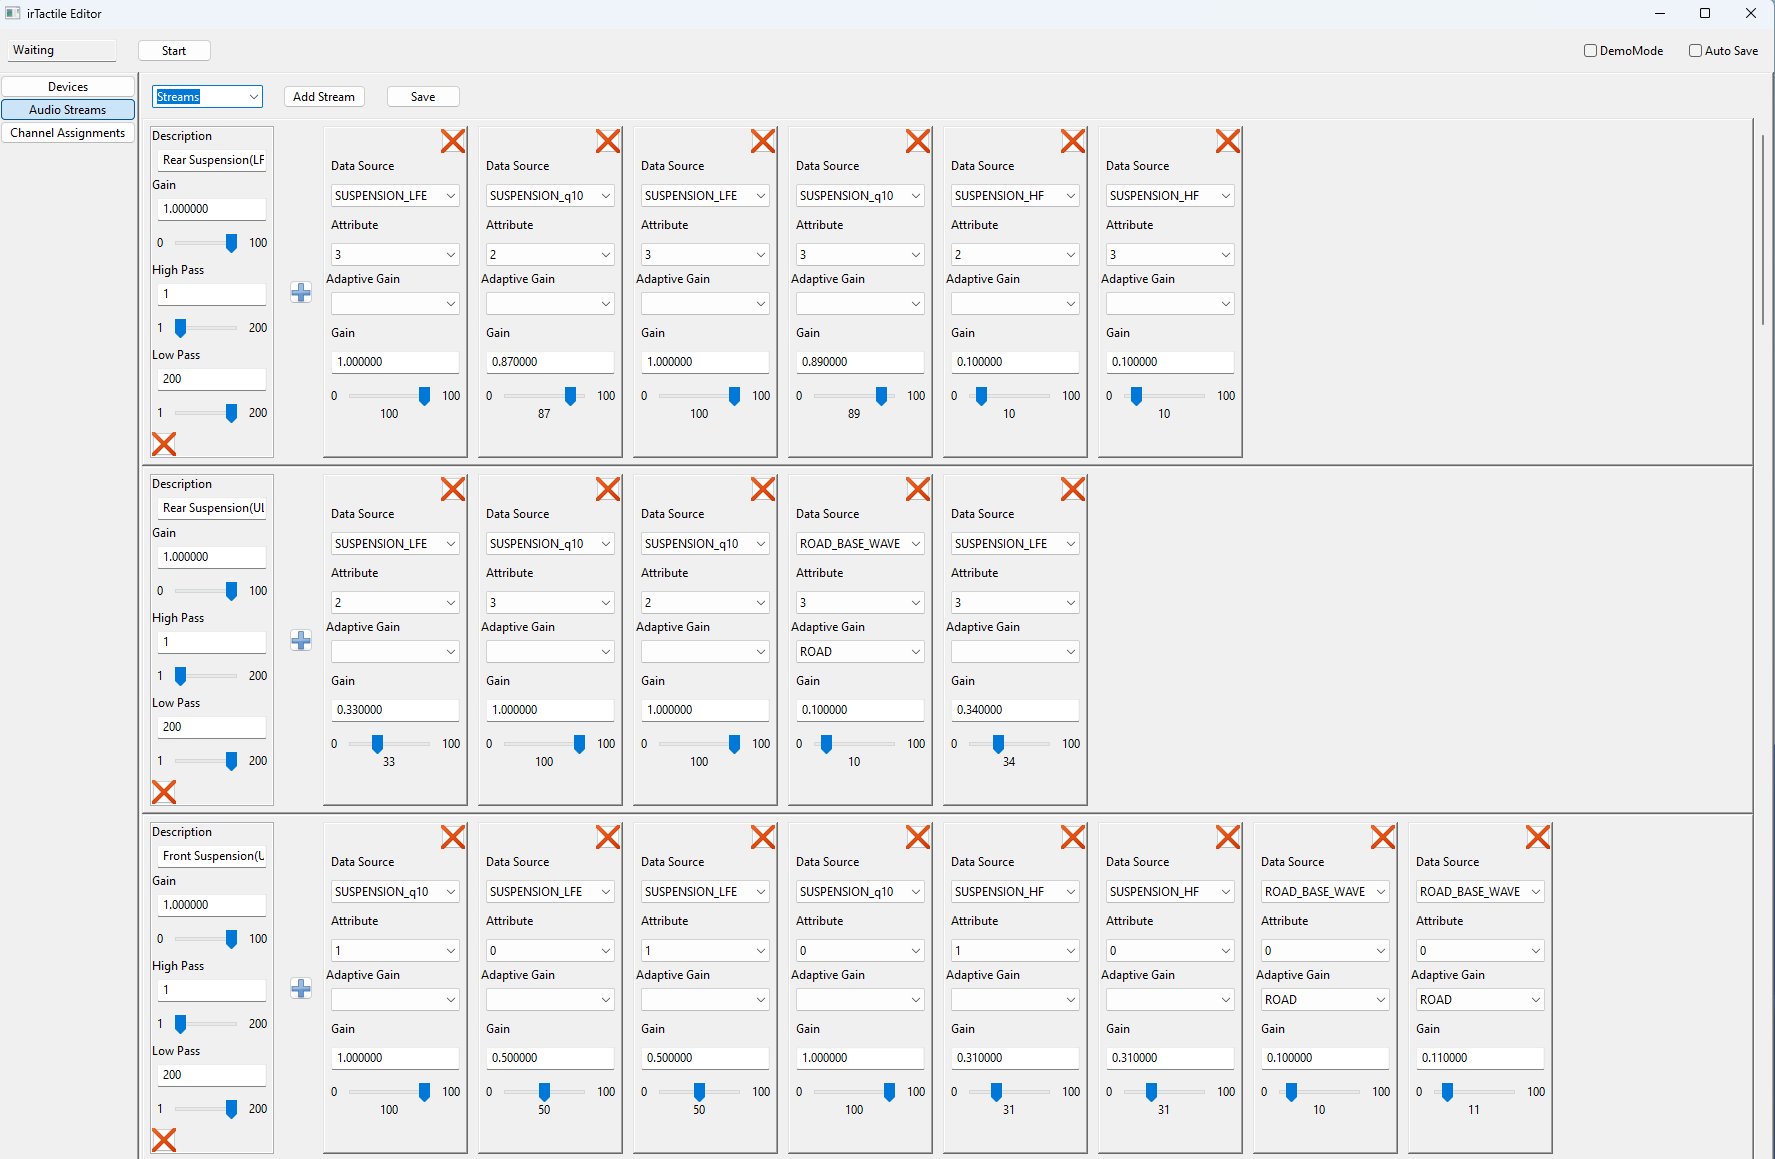 irTactile Editor
Waiting
Start
DemoMode
Auto Save
Devices
Audio Streams
Channel Assignments
Streams
Add Stream
Save
Description
Rear Suspension(LF
Gain
1.000000
0 100
High Pass
1
1 200
Low Pass
200
1 200
Data Source Data Source Data Source Data Source Data Source Data Source
SUSPENSION_LFE SUSPENSION_q10 SUSPENSION_LFE SUSPENSION_q10 SUSPENSION_HF SUSPENSION_HF
Attribute Attribute Attribute Attribute Attribute Attribute
3 2 3 3 2 3
Adaptive Gain Adaptive Gain Adaptive Gain Adaptive Gain Adaptive Gain Adaptive Gain
Gain Gain Gain Gain Gain Gain
1.000000 0.870000 1.000000 0.890000 0.100000 0.100000
0 100 0 100 0 100 0 100 0 100 0 100
100 87 100 89 10 10
Description
Rear Suspension(UL
Gain
1.000000
0 100
High Pass
1
1 200
Low Pass
200
1 200
Data Source Data Source Data Source Data Source Data Source
SUSPENSION_LFE SUSPENSION_q10 SUSPENSION_q10 ROAD_BASE_WAVE SUSPENSION_LFE
Attribute Attribute Attribute Attribute Attribute
2 3 2 3 3
Adaptive Gain Adaptive Gain Adaptive Gain Adaptive Gain Adaptive Gain
ROAD
Gain Gain Gain Gain Gain
0.330000 1.000000 1.000000 0.100000 0.340000
0 100 0 100 0 100 0 100 0 100
33 100 100 10 34
Description
Front Suspension(U
Gain
1.000000
0 100
High Pass
1
1 200
Low Pass
200
1 200
Data Source Data Source Data Source Data Source Data Source Data Source Data Source Data Source
SUSPENSION_q10 SUSPENSION_LFE SUSPENSION_LFE SUSPENSION_q10 SUSPENSION_HF SUSPENSION_HF ROAD_BASE_WAVE ROAD_BASE_WAVE
Attribute Attribute Attribute Attribute Attribute Attribute Attribute Attribute
1 0 1 0 1 0 0 0
Adaptive Gain Adaptive Gain Adaptive Gain Adaptive Gain Adaptive Gain Adaptive Gain Adaptive Gain Adaptive Gain
ROAD ROAD
Gain Gain Gain Gain Gain Gain Gain Gain
1.000000 0.500000 0.500000 1.000000 0.310000 0.310000 0.100000 0.110000
0 100 0 100 0 100 0 100 0 100 0 100 0 100 0 100
100 50 50 100 31 31 10 11